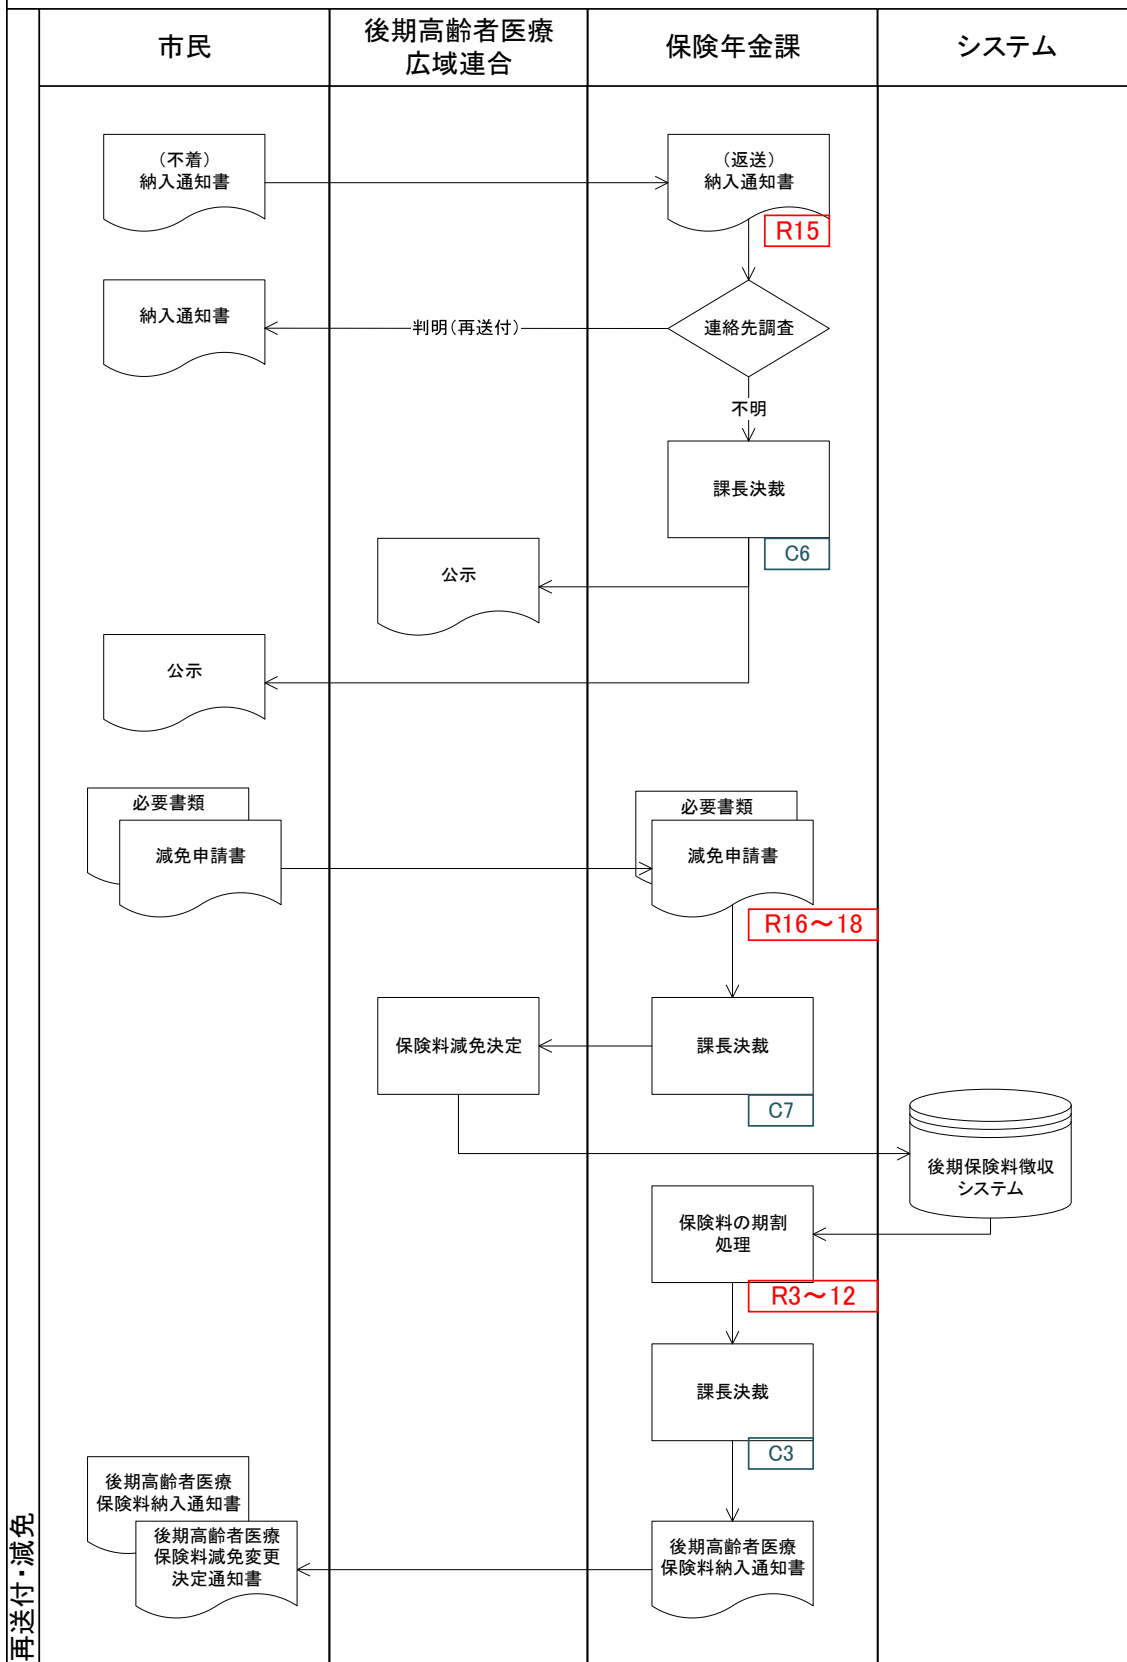 市民
後期高齢者医療
広域連合
保険年金課
システム
(不着)
納入通知書
(返送)
納入通知書
R15
納入通知書
判明(再送付)
連絡先調査
不明
課長決裁
C6
公示
公示
必要書類
減免申請書
必要書類
減免申請書
R16～18
保険料減免決定
課長決裁
C7
後期保険料徴収
システム
保険料の期割
処理
R3～12
課長決裁
C3
後期高齢者医療
保険料納入通知書
後期高齢者医療
保険料減免変更
決定通知書
後期高齢者医療
保険料納入通知書
再送付・減免